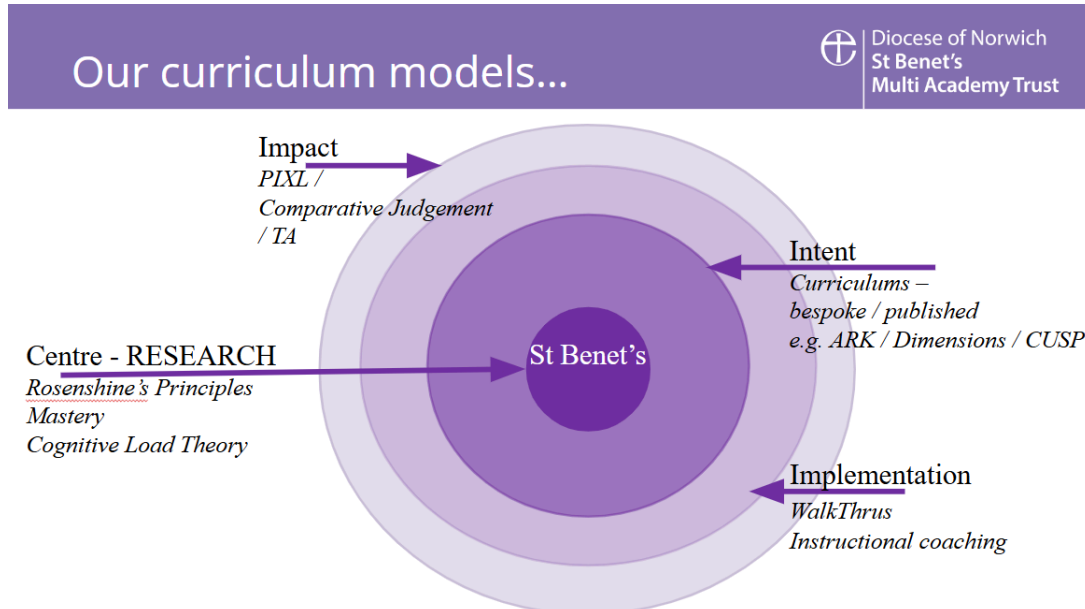 Our curriculum models...
Diocese of Norwich
St Benet's
Multi Academy Trust
Impact
PIXL /
Comparative Judgement
/ TA
Intent
Curriculums –
bespoke / published
e.g. ARK / Dimensions / CUSP
St Benet's
Centre - RESEARCH
Rosenshine's Principles
Mastery
Cognitive Load Theory
Implementation
WalkThrus
Instructional coaching